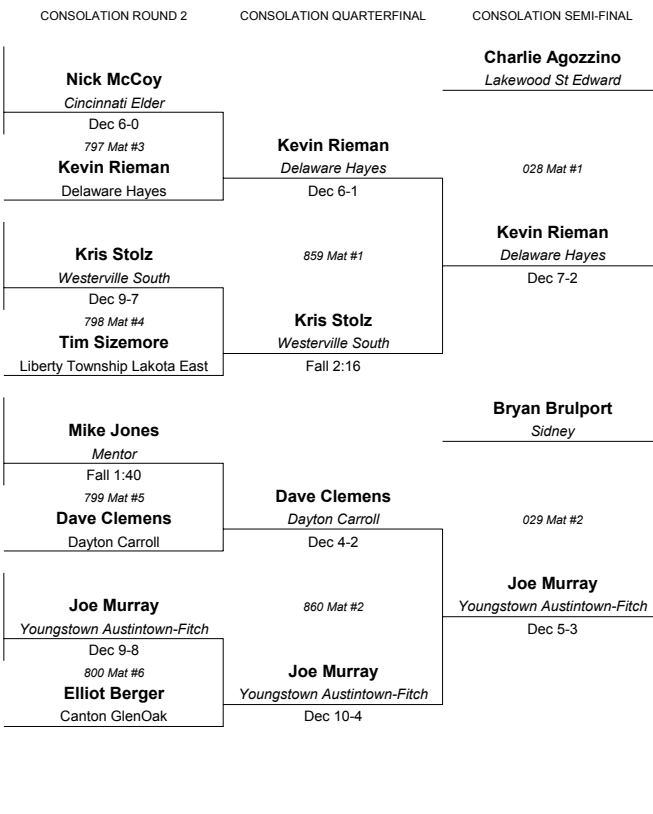 CONSOLATION ROUND 2
CONSOLATION QUARTERFINAL
CONSOLATION SEMI-FINAL
Nick McCoy
Cincinnati Elder
Dec 6-0
797 Mat #3
Kevin Rieman
Delaware Hayes
Kris Stolz
Westerville South
Dec 9-7
798 Mat #4
Tim Sizemore
Liberty Township Lakota East
Mike Jones
Mentor
Fall 1:40
799 Mat #5
Dave Clemens
Dayton Carroll
Joe Murray
Youngstown Austintown-Fitch
Dec 9-8
800 Mat #6
Elliot Berger
Canton GlenOak
Kevin Rieman
Delaware Hayes
Dec 6-1
859 Mat #1
Kris Stolz
Westerville South
Fall 2:16
Dave Clemens
Dayton Carroll
Dec 4-2
860 Mat #2
Joe Murray
Youngstown Austintown-Fitch
Dec 10-4
Charlie Agozzino
Lakewood St Edward
028 Mat #1
Kevin Rieman
Delaware Hayes
Dec 7-2
Bryan Brulport
Sidney
029 Mat #2
Joe Murray
Youngstown Austintown-Fitch
Dec 5-3